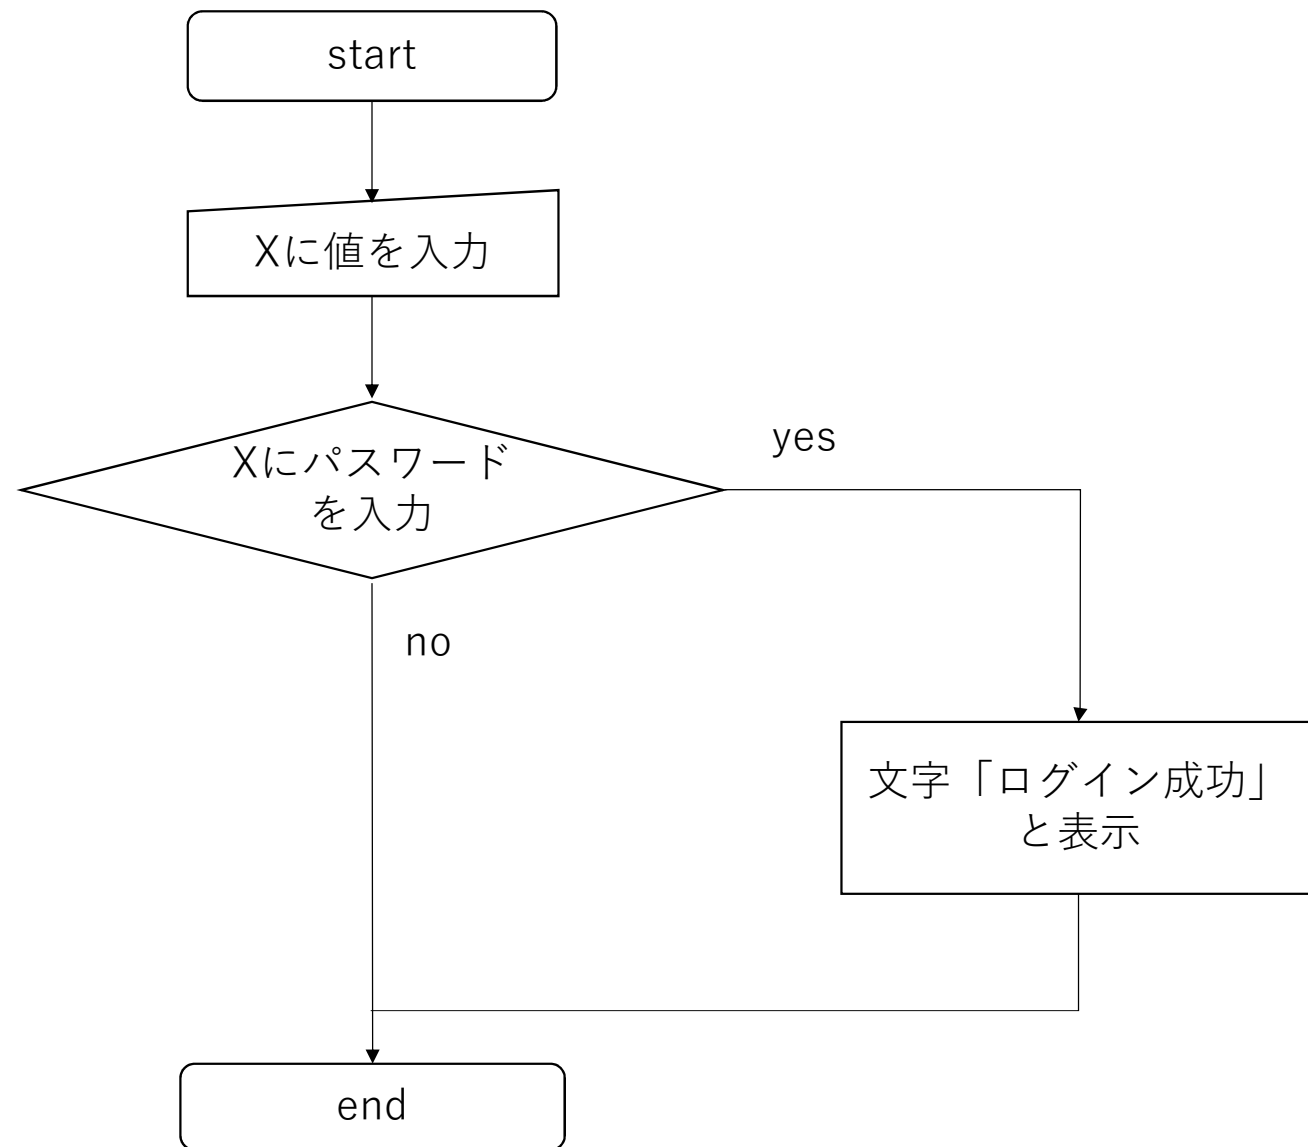 start
Xに値を入力
Xにパスワード
を入力
yes
no
文字「ログイン成功」
と表示
end